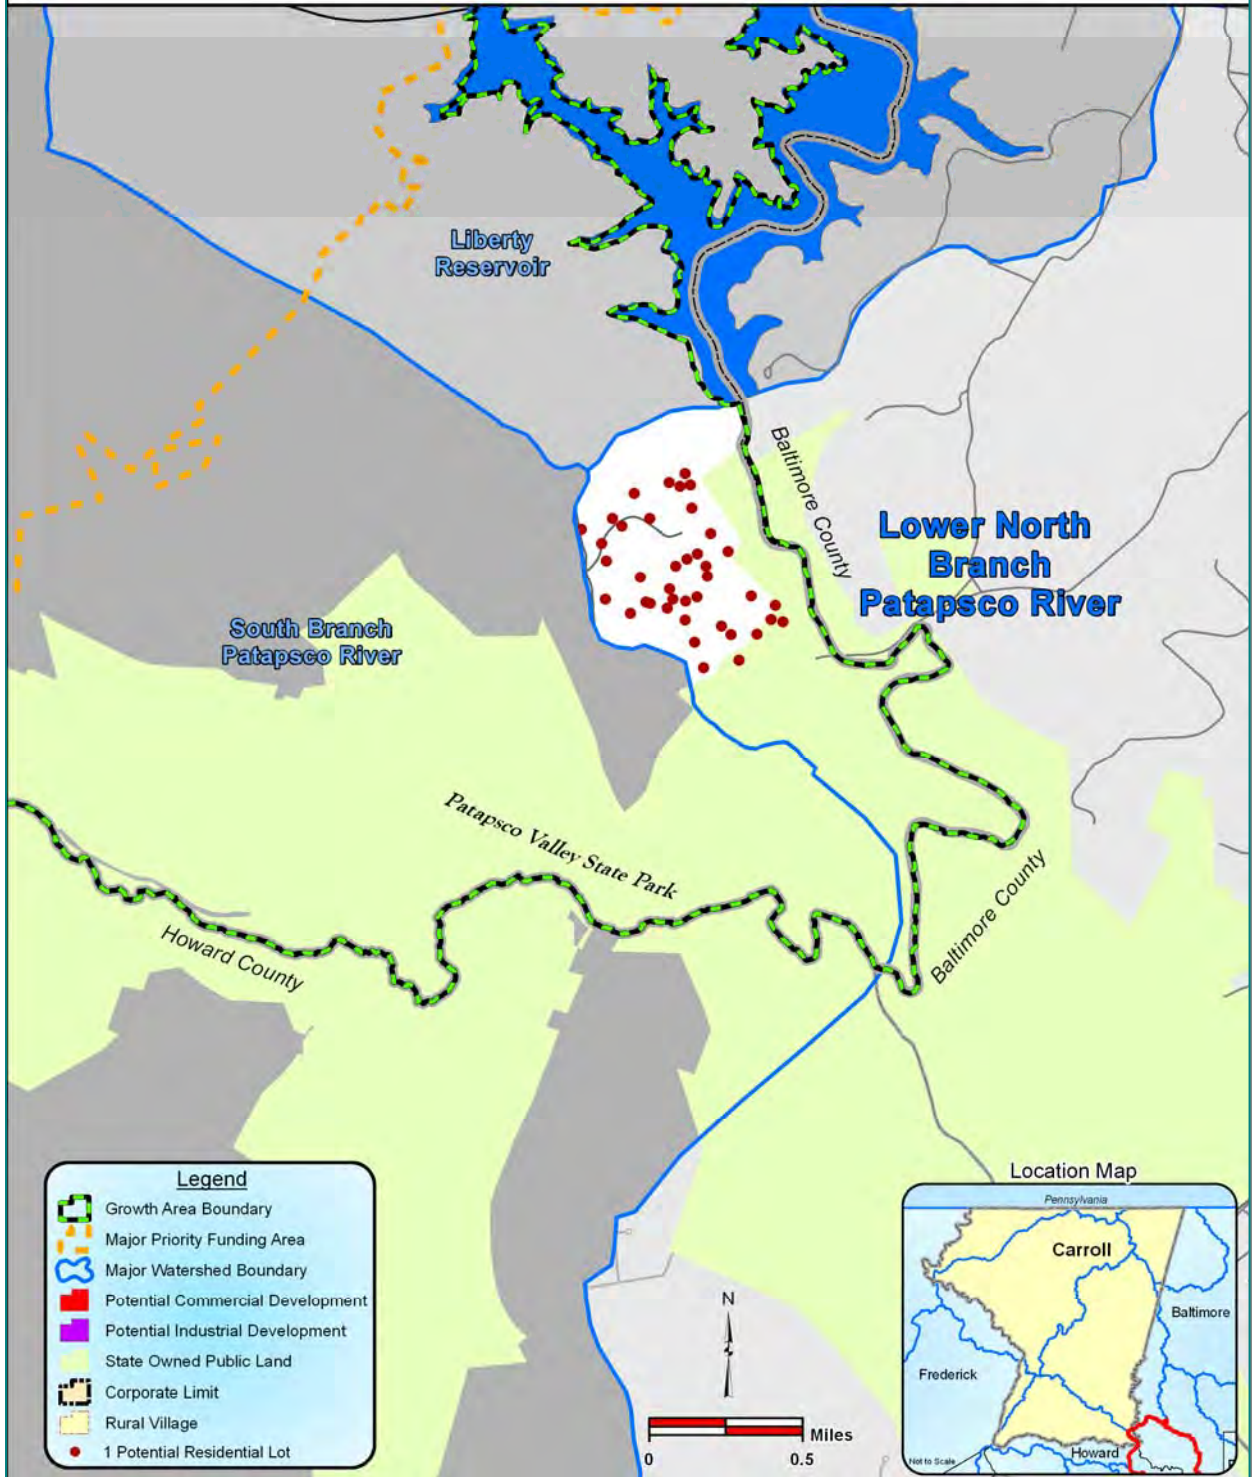 Liberty
Reservoir
Baltimore County
Lower North
Branch
Patapsco River
South Branch
Patapsco River
Patapsco Valley State Park
Howard County
Baltimore County
Legend
Growth Area Boundary
Major Priority Funding Area
Major Watershed Boundary
Potential Commercial Development
Potential Industrial Development
State Owned Public Land
Corporate Limit
Rural Village
1 Potential Residential Lot
N
Miles
0 0.5
Location Map
Pennsylvania
Carroll
Baltimore
Frederick
Howard
Not to Scale